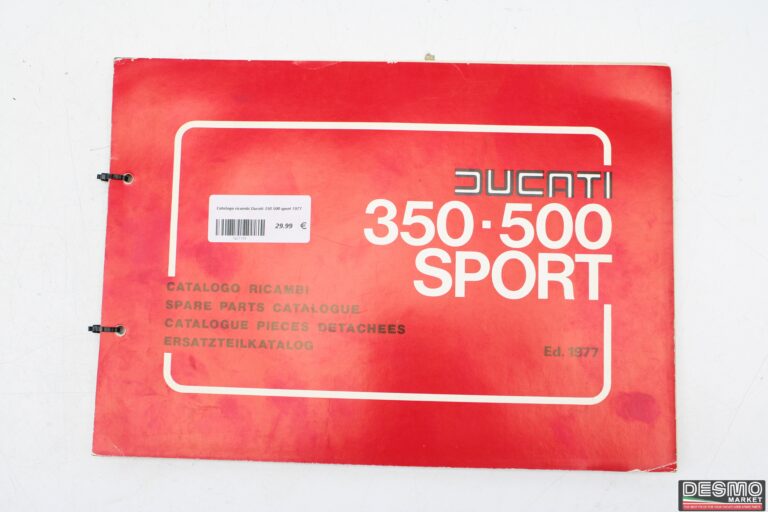 DUCATI
350·500
SPORT
Catalogo ricambi Ducati 350 500 sport 1977
29.99 €
CATALOGO RICAMBI
SPARE PARTS CATALOGUE
CATALOGUE PIECES DETACHEES
ERSATZTEILKATALOG
Ed. 1977
DESMO
MARKET